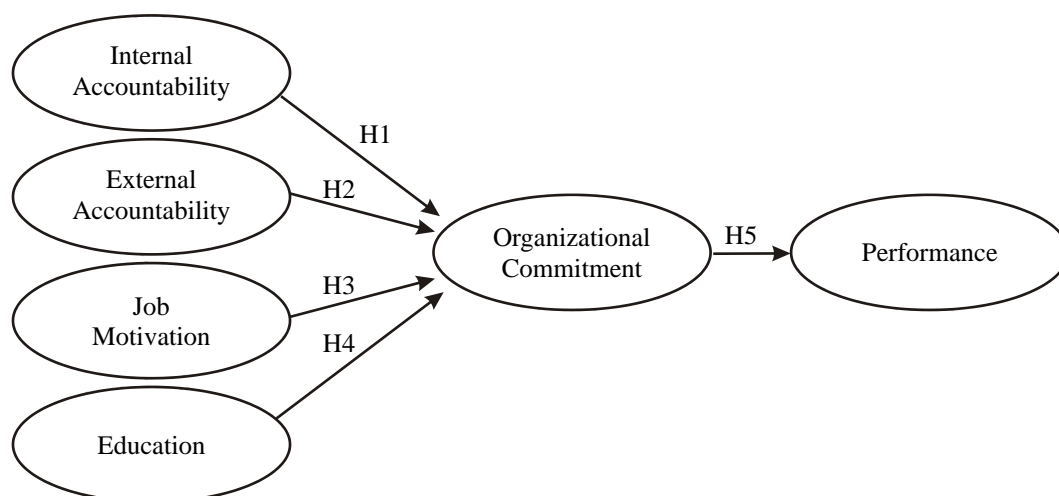 Internal
Accountability
H1
External
Accountability
H2
Job
Motivation
H3
H4
Education
Organizational
Commitment
H5
Performance